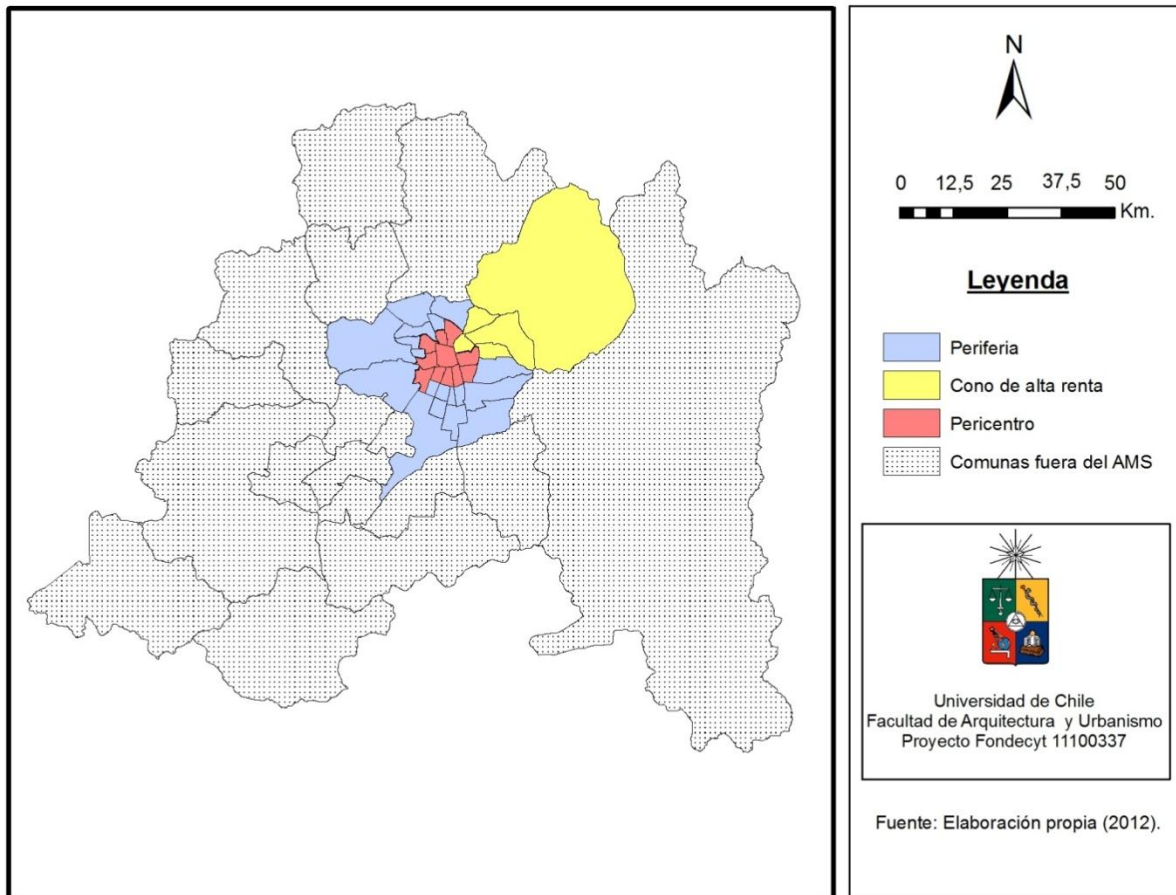 N
0 12,5 25 37,5 50
Km.
Leyenda
Periferia
Cono de alta renta
Pericentro
Comunas fuera del AMS
Universidad de Chile
Facultad de Arquitectura y Urbanismo
Proyecto Fondecyt 11100337
Fuente: Elaboración propia (2012).